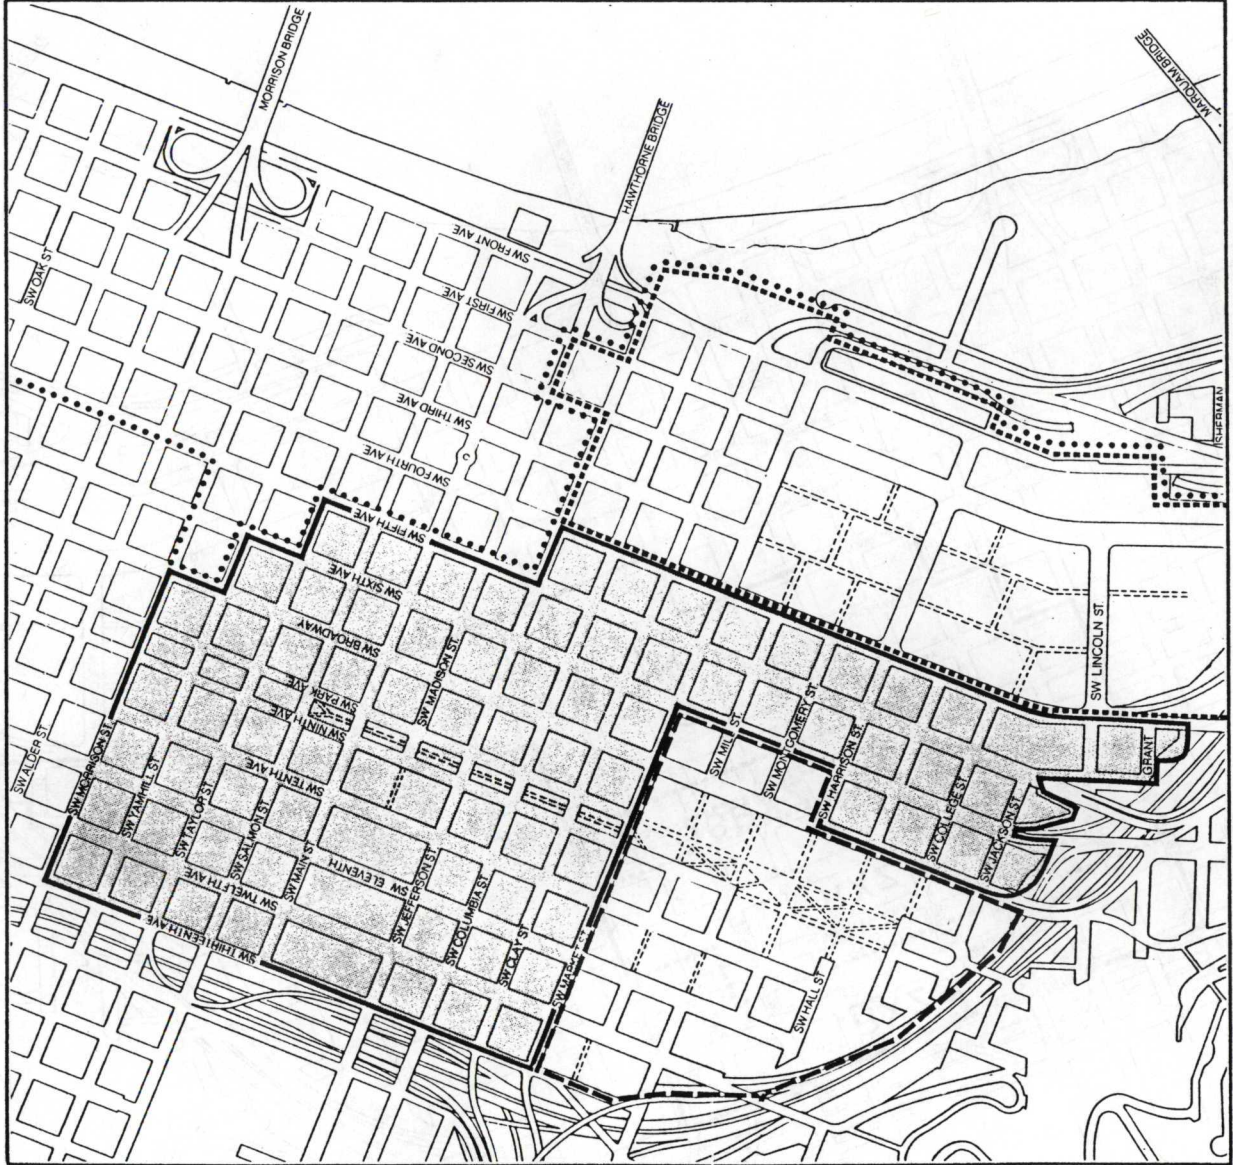 MORRISON BRIDGE
MARQUAM BRIDGE
HAWTHORNE BRIDGE
SW FRONT AVE
SW OAK ST
SW FIRST AVE
SW SECOND AVE
SHERMAN
SW THIRD AVE
SW FOURTH AVE
SW FIFTH AVE
SW SIXTH AVE
SW BROADWAY
SW MADISON ST.
SW LINCOLN ST.
SW PARK AVE
SW NINTH AVE
SW ALDER ST
SW MORRISON ST
SW YAMHILL ST
SW TENTH AVE
SW TAYLOR ST
SW SALMON ST
SW MAIN ST
SW ELEVENTH
SW TWELFTH AVE
SW THIRTEENTH AVE
SW JEFFERSON ST
SW COLUMBIA ST
SW CLAY ST
SW MARKET ST
SW MILL ST
SW MONTGOMERY ST
SW HARRISON ST.
SW COLLEGE ST
SW JACKSON ST
GRANT
SW HALL ST